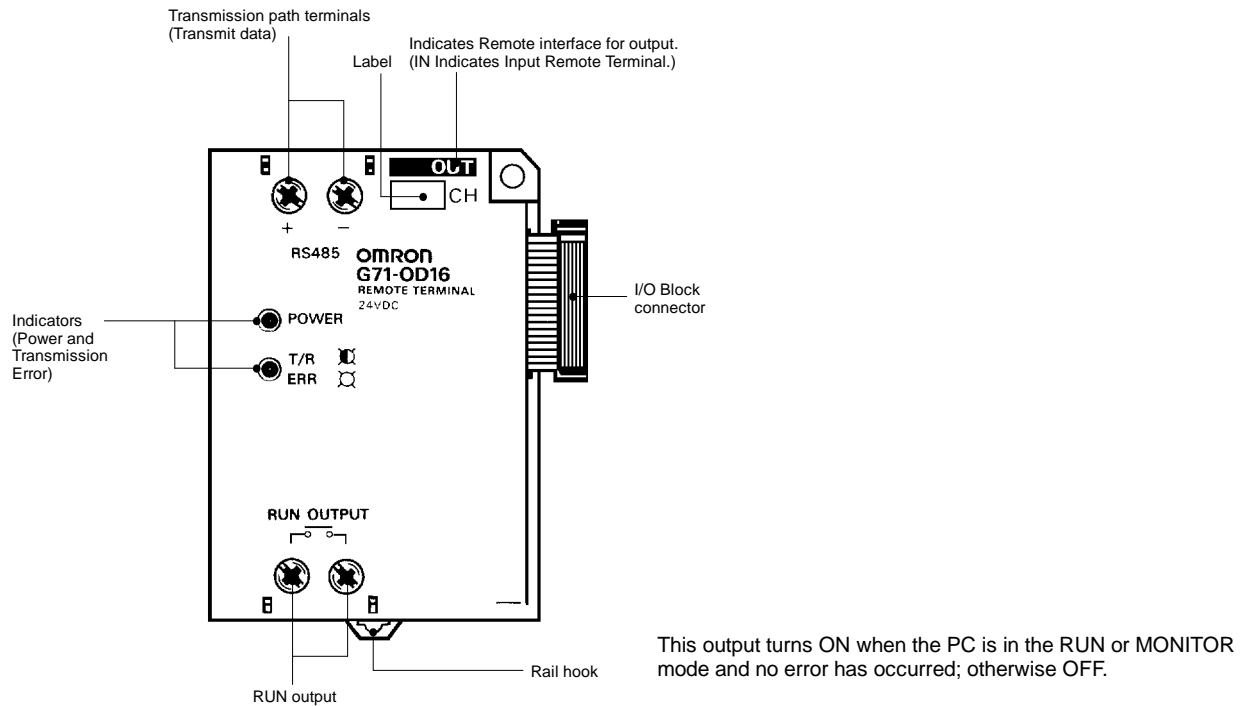 Transmission path terminals
(Transmit data)
Label
Indicates Remote interface for output.
(IN Indicates Input Remote Terminal.)
OUT
CH
+ −
RS485
OMRON
G71-OD16
REMOTE TERMINAL
24VDC
I/O Block
connector
Indicators
(Power and
Transmission
Error)
POWER
T/R
ERR
RUN OUTPUT
Rail hook
RUN output
This output turns ON when the PC is in the RUN or MONITOR
mode and no error has occurred; otherwise OFF.